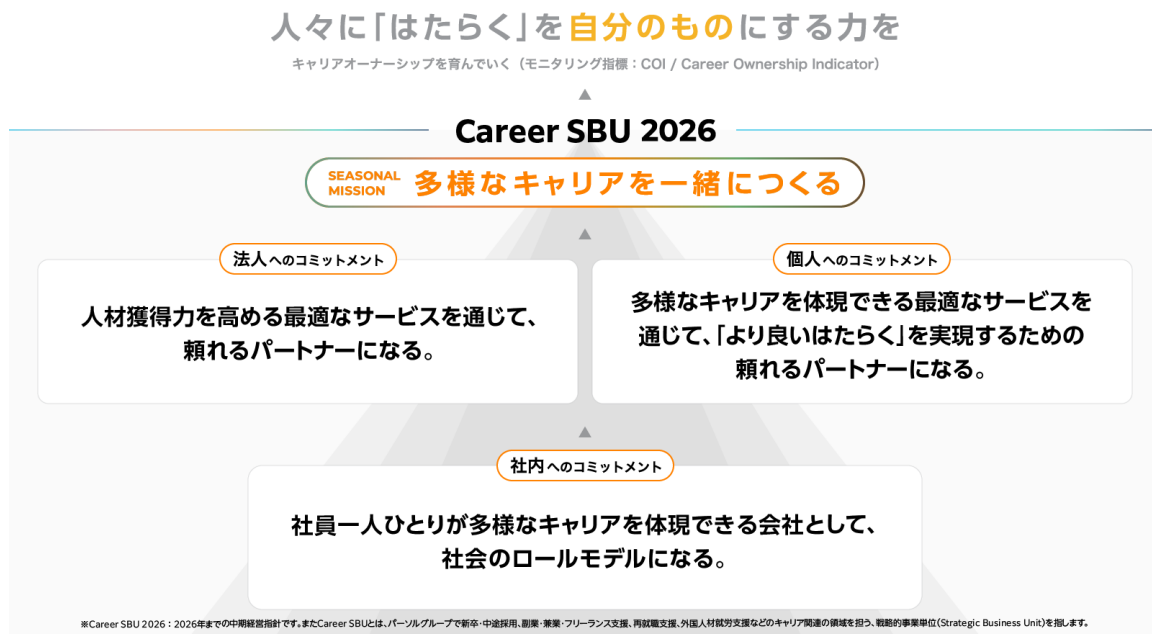 人々に「はたらく」を自分のものにする力を
キャリアオーナーシップを育んでいく（モニタリング指標：COI / Career Ownership Indicator）
Career SBU 2026
SEASONAL
MISSION
多様なキャリアを一緒につくる
法人へのコミットメント
人材獲得力を高める最適なサービスを通じて、
頼れるパートナーになる。
個人へのコミットメント
多様なキャリアを体現できる最適なサービスを
通じて、「より良いはたらく」を実現するための
頼れるパートナーになる。
社内へのコミットメント
社員一人ひとりが多様なキャリアを体現できる会社として、
社会のロールモデルになる。
※Career SBU 2026：2026年までの中期経営指針です。またCareer SBUとは、パーソルグループで新卒・中途採用、副業・兼業・フリーランス支援、再就職支援、外国人材就労支援などのキャリア関連の領域を担う、戦略的事業単位(Strategic Business Unit)を指します。